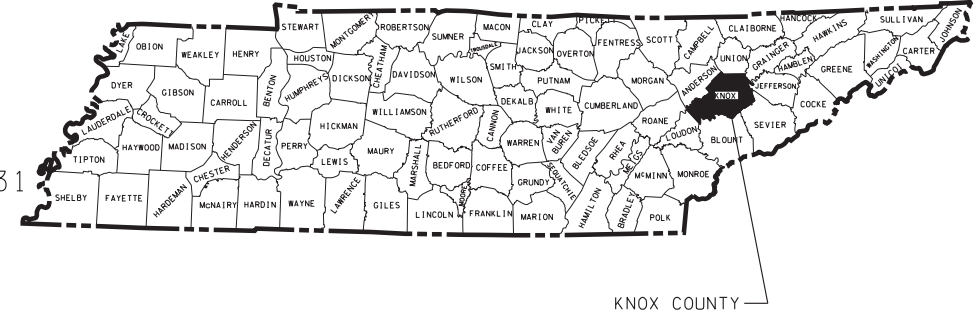 STEWART
MONTGOMERY
ROBERTSON
SUMNER
MACON
CLAY
PICKETT
HANCOCK
SULLIVAN
JOHNSON
LAKE
OBION
WEAKLEY
HENRY
HOUSTON
CHEATHAM
TROUSDALE
JACKSON
OVERTON
FENTRESS
SCOTT
CAMPBELL
CLAIBORNE
UNION
GRAINGER
HAWKINS
HAMBLEN
WASHINGTON
CARTER
UNICOI
GREENE
DYER
GIBSON
CARROLL
BENTON
HUMPHREYS
DICKSON
DAVIDSON
WILSON
SMITH
PUTNAM
MORGAN
ANDERSON
KNOX
JEFFERSON
COCKE
LAUDERDALE
CROCKETT
HAYWOOD
MADISON
HENDERSON
DECATUR
PERRY
HICKMAN
WILLIAMSON
RUTHERFORD
CANNON
DEKALB
WHITE
CUMBERLAND
ROANE
LOUDON
BLOUNT
SEVIER
TIPTON
CHESTER
LEWIS
MAURY
MARSHALL
BEDFORD
COFFEE
WARREN
VAN
BUREN
BLEDSOE
RHEA
MEIGS
McMINN
MONROE
31
SHELBY
FAYETTE
HARDEMAN
McNAIRY
HARDIN
WAYNE
LAWRENCE
GILES
LINCOLN
MOORE
FRANKLIN
GRUNDY
SEQUATCHIE
MARION
HAMILTON
BRADLEY
POLK
KNOX COUNTY